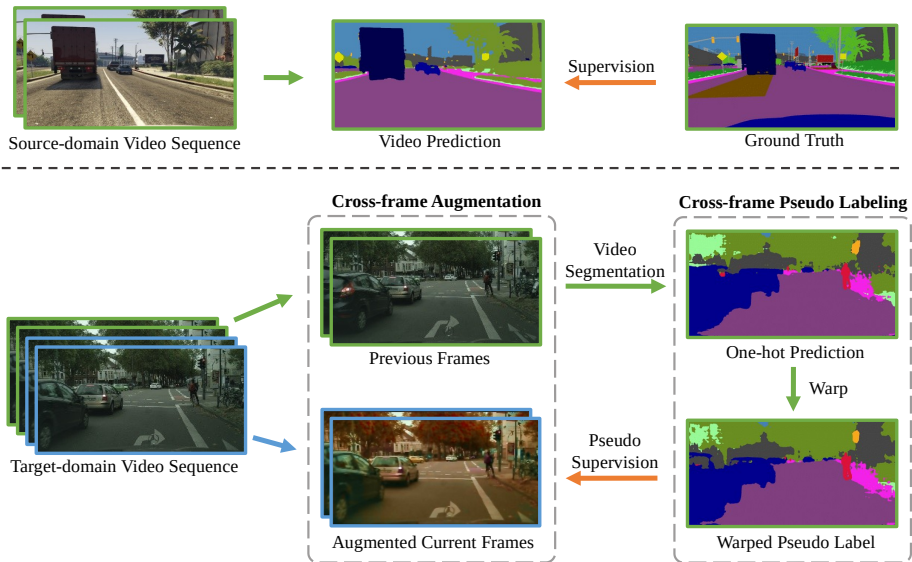 Supervision
Source-domain Video Sequence
Video Prediction
Ground Truth
Cross-frame Augmentation
Cross-frame Pseudo Labeling
Video
Segmentation
Previous Frames
One-hot Prediction
Warp
Target-domain Video Sequence
Pseudo
Supervision
Augmented Current Frames
Warped Pseudo Label